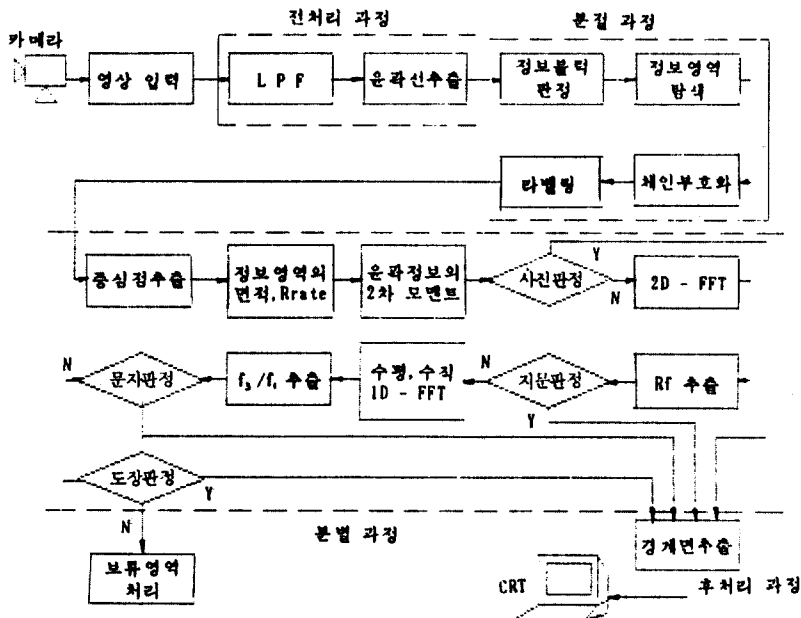 전처리 과정
분절 과정
카메라
영상 입력
L P F
윤곽선추출
정보블럭
판정
정보영역
탐색
라벨링
체인부호화
중심점추출
정보영역의
면적,Rrate
윤곽정보의
2차 모멘트
사진판정
Y
N
2D - FFT
N
문자판정
f₃/f₁ 추출
수평,수직
1D - FFT
N
지문판정
Y
Rf 추출
도장판정
Y
N
분별 과정
경계면추출
보류영역
처리
CRT
후처리 과정